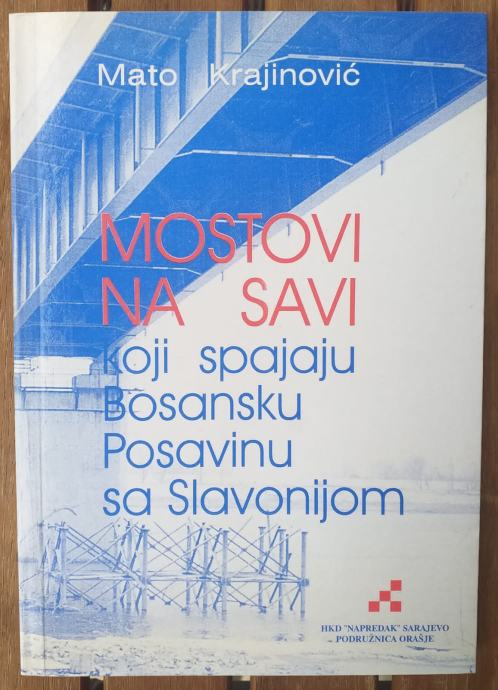 Mato Krajinović
MOSTOVI
NA SAVI
koji spajaju
Bosansku
Posavinu
sa Slavonijom
HKD "NAPREDAK" SARAJEVO
PODRUŽNICA ORAŠJE